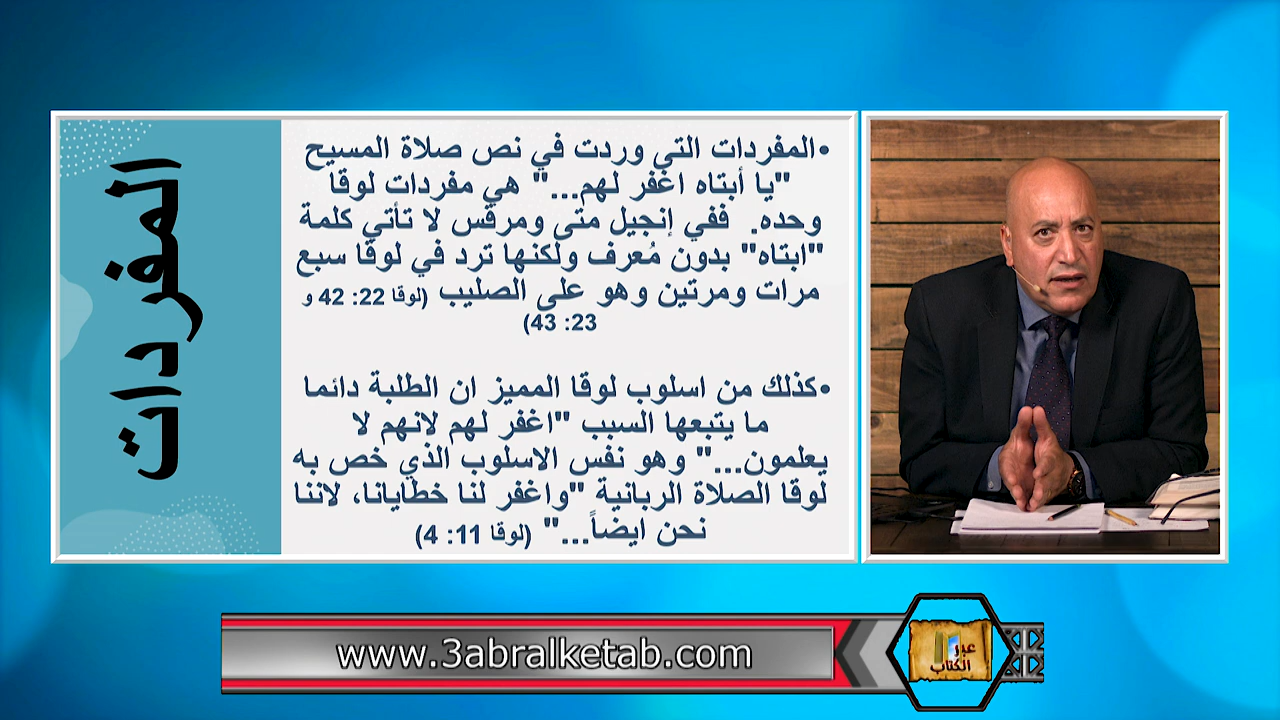 المفردات
•المفردات التي وردت في نص صلاة المسيح
"يا أبتاه اغفر لهم..." هي مفردات لوقا
وحده. ففي إنجيل متى ومرقس لا تأتي كلمة
"ابتاه" بدون مُعرف ولكنها ترد في لوقا سبع
مرات ومرتين وهو على الصليب (لوقا 22: 42 و
23: 43)
•كذلك من اسلوب لوقا المميز ان الطلبة دائما
ما يتبعها السبب "اغفر لهم لانهم لا
يعلمون..." وهو نفس الاسلوب الذي خص به
لوقا الصلاة الربانية "واغفر لنا خطايانا، لاننا
نحن ايضاً..." (لوقا 11: 4)
www.3abralketab.com
عبر
الكتاب